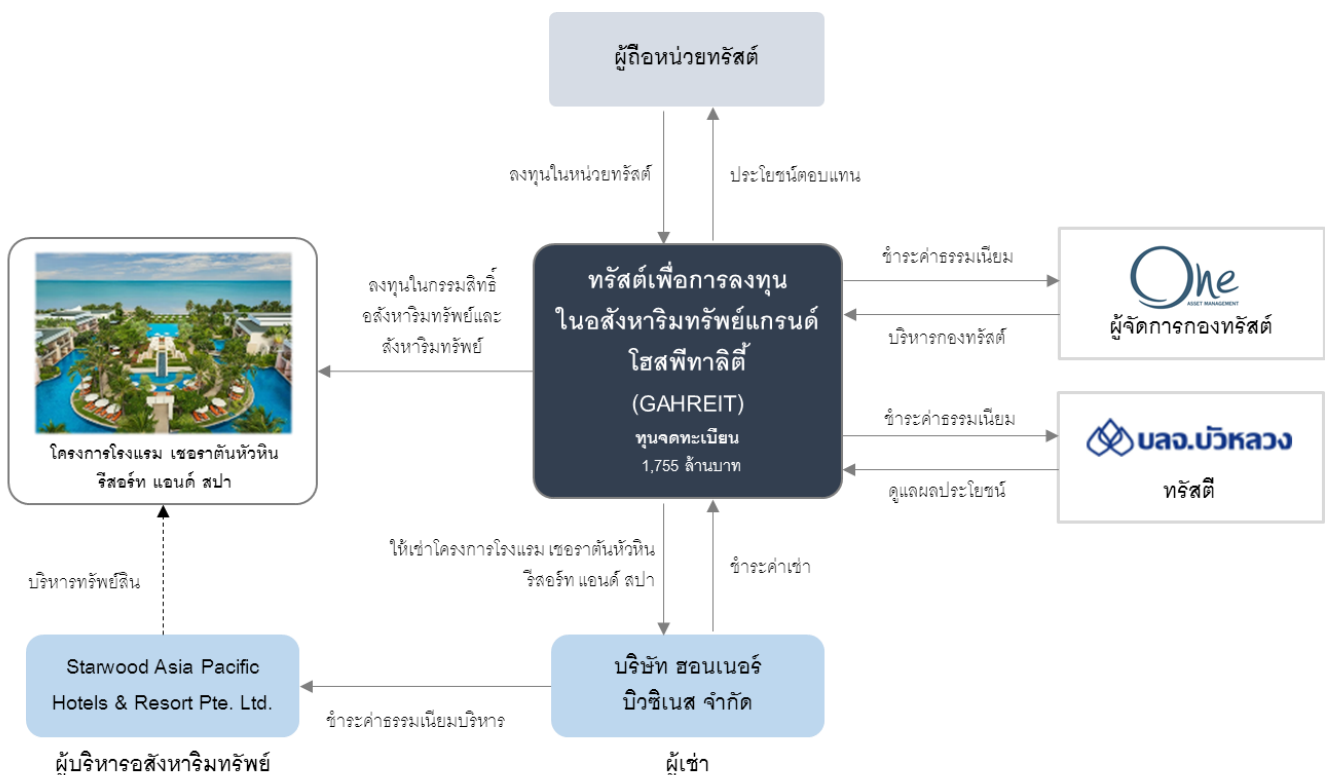 ผู้ถือหน่วยทรัสต์
ลงทุนในหน่วยทรัสต์
ประโยชน์ตอบแทน
โครงการโรงแรม เชอราตันหัวหิน
รีสอร์ท แอนด์ สปา
ลงทุนในกรรมสิทธิ์
อสังหาริมทรัพย์และ
สังหาริมทรัพย์
ทรัสต์เพื่อการลงทุน
ในอสังหาริมทรัพย์แกรนด์
โฮสพีทาลิตี้
(GAHREIT)
ทุนจดทะเบียน
1,755 ล้านบาท
ชำระค่าธรรมเนียม
บริหารกองทรัสต์
One
ASSET MANAGEMENT
ผู้จัดการกองทรัสต์
ชำระค่าธรรมเนียม
ดูแลผลประโยชน์
บลจ.บัวหลวง
ทรัสตี
บริหารทรัพย์สิน
ให้เช่าโครงการโรงแรม เชอราตันหัวหิน
รีสอร์ท แอนด์ สปา
ชำระค่าเช่า
Starwood Asia Pacific
Hotels & Resort Pte. Ltd.
ชำระค่าธรรมเนียมบริหาร
บริษัท ฮอนเนอร์
บิวซิเนส จำกัด
ผู้บริหารอสังหาริมทรัพย์
ผู้เช่า